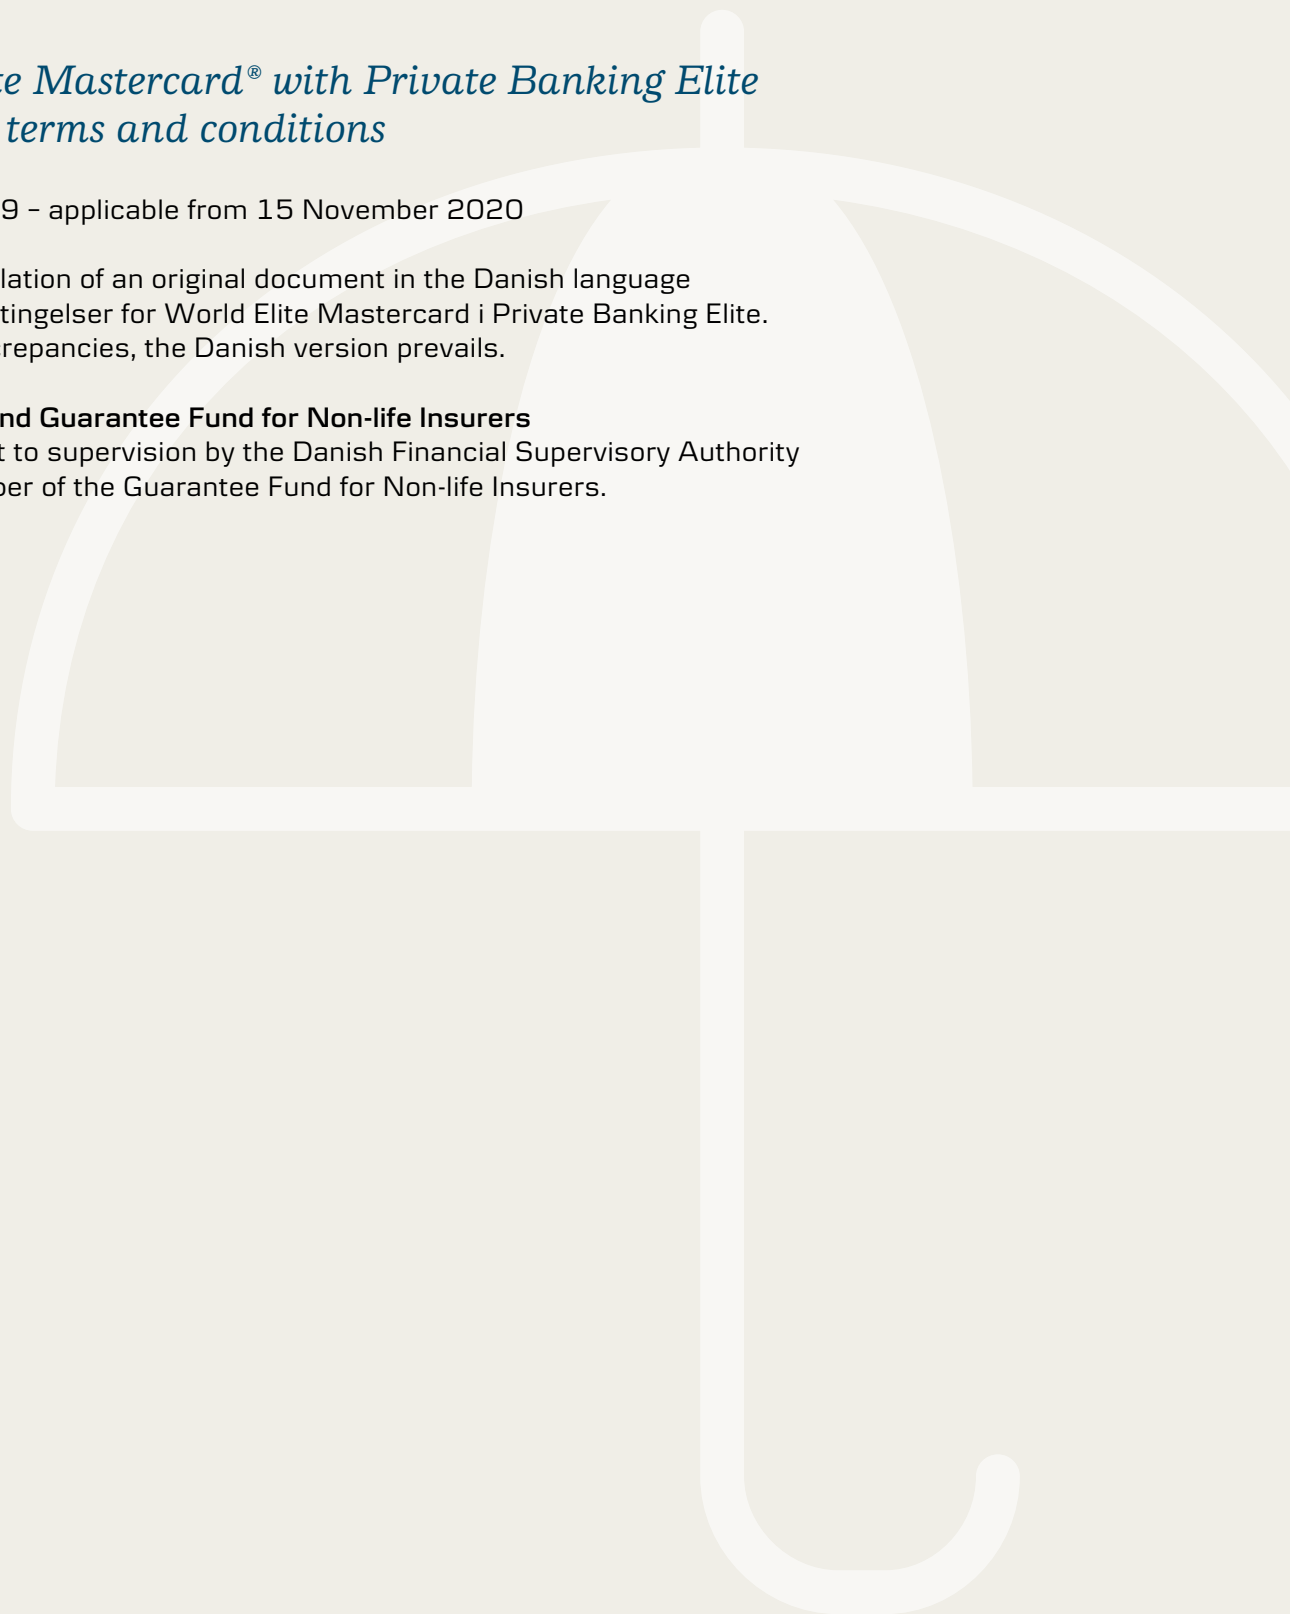 te Mastercard® with Private Banking Elite
terms and conditions
9 – applicable from 15 November 2020
lation of an original document in the Danish language
tingelser for World Elite Mastercard i Private Banking Elite.
crepancies, the Danish version prevails.
nd Guarantee Fund for Non-life Insurers
t to supervision by the Danish Financial Supervisory Authority
ber of the Guarantee Fund for Non-life Insurers.